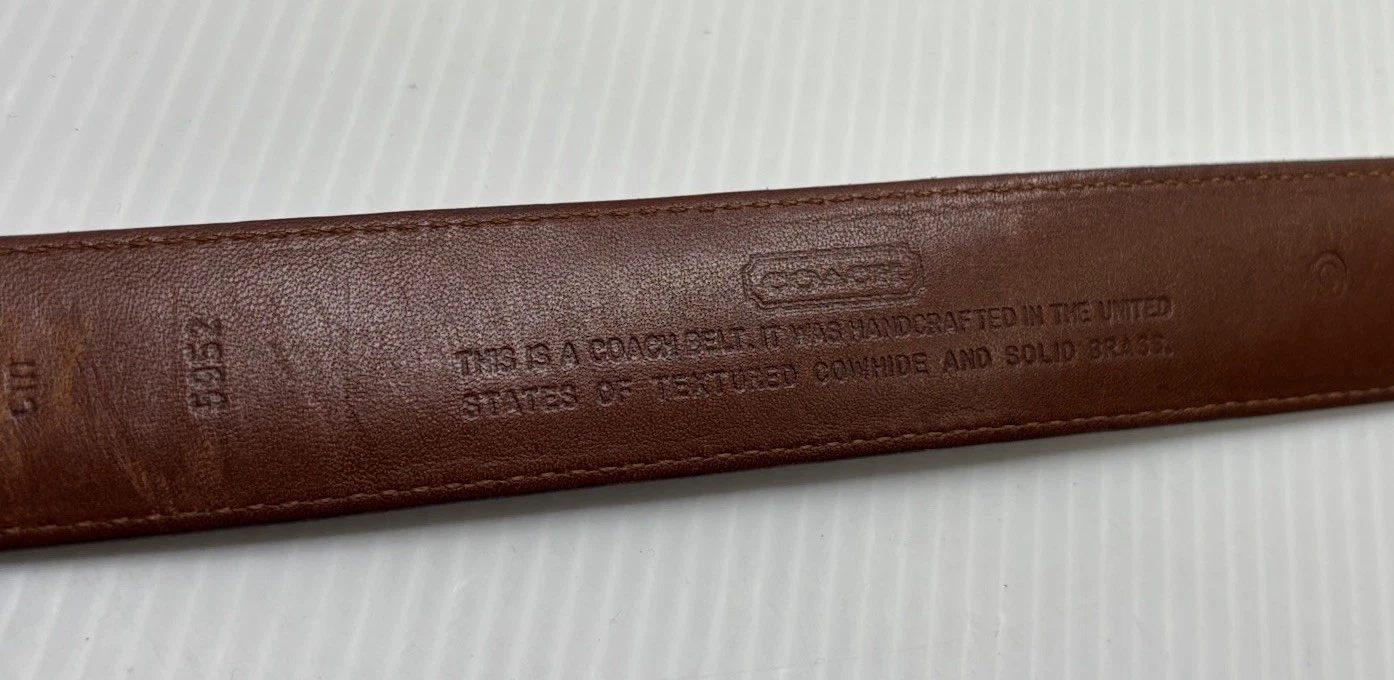 COACH
THIS IS A COACH BELT. IT WAS HANDCRAFTED IN THE UNITED
STATES OF TEXTURED COWHIDE AND SOLID BRASS.
5952